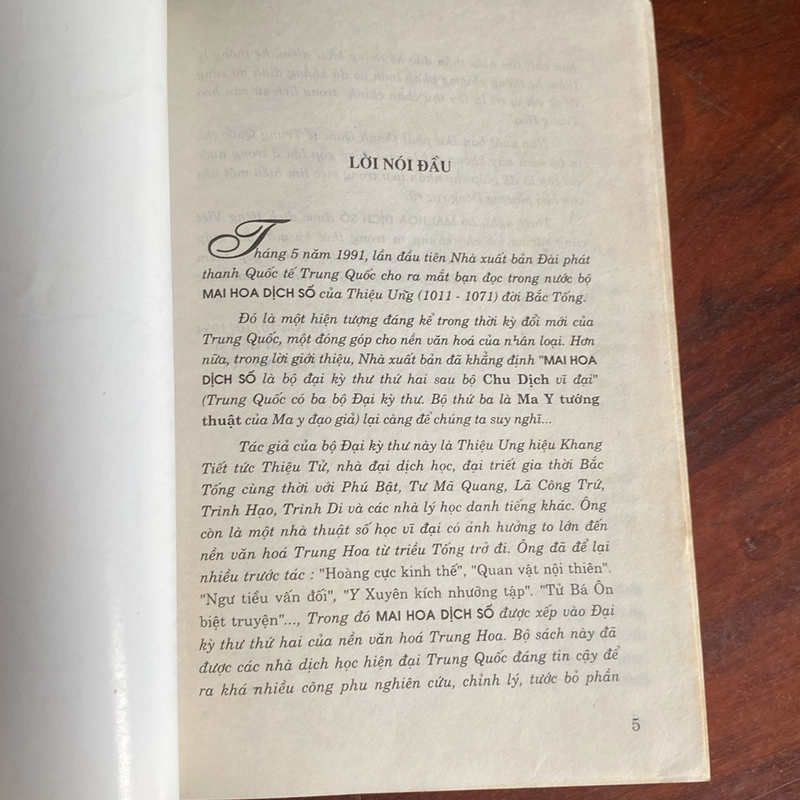 LỜI NÓI ĐẦU
Tháng 5 năm 1991, lần đầu tiên Nhà xuất bản Đài phát
thanh Quốc tế Trung Quốc cho ra mắt bạn đọc trong nước bộ
MAI HOA DỊCH SỐ của Thiệu Ưng (1011 - 1071) đời Bắc Tống.
Đó là một hiện tượng đáng kể trong thời kỳ đổi mới của
Trung Quốc, một đóng góp cho nền văn hoá của nhân loại. Hơn
nữa, trong lời giới thiệu, Nhà xuất bản đã khẳng định "MAI HOA
DỊCH SỐ là bộ đại kỳ thư thứ hai sau bộ Chu Dịch vĩ đại"
(Trung Quốc có ba bộ Đại kỳ thư. Bộ thứ ba là Ma Y tướng
thuật của Ma y đạo giả) lại càng để chúng ta suy nghĩ...
Tác giả của bộ Đại kỳ thư này là Thiệu Ung hiệu Khang
Tiết tức Thiệu Tử, nhà đại dịch học, đại triết gia thời Bắc
Tống cùng thời với Phú Bật, Tư Mã Quang, Lã Công Trứ,
Trình Hạo, Trình Di và các nhà lý học danh tiếng khác. Ông
còn là một nhà thuật số học vĩ đại có ảnh hưởng to lớn đến
nền văn hoá Trung Hoa từ triều Tống trở đi. Ông đã để lại
nhiều trước tác : "Hoàng cực kinh thế", "Quan vật nội thiên".
"Ngư tiều vấn đối", "Y Xuyên kích nhưỡng tập". "Tử Bá Ôn
biệt truyện"..., Trong đó MAI HOA DỊCH SỐ được xếp vào Đại
kỳ thư thứ hai của nền văn hoá Trung Hoa. Bộ sách này đã
được các nhà dịch học hiện đại Trung Quốc đáng tin cậy để
ra khá nhiều công phu nghiên cứu, chỉnh lý, tước bỏ phần
5